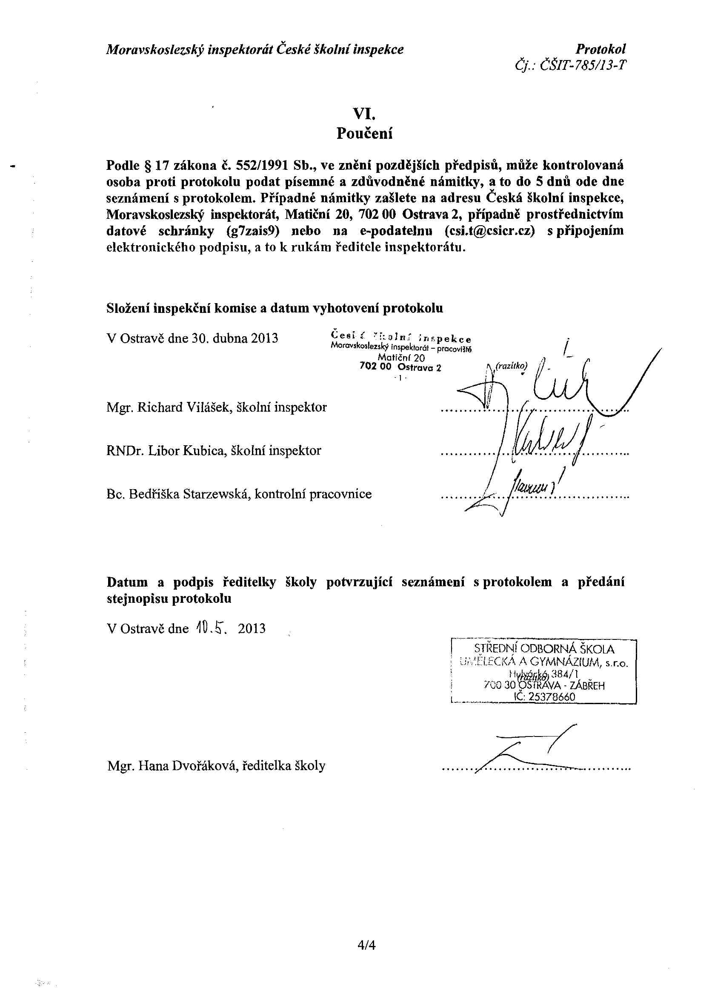 Moravskoslezský inspektorát České školní inspekce
Protokol
Čj.: ČŠIT-785/13-T
VI.
Poučení
Podle § 17 zákona č. 552/1991 Sb., ve znění pozdějších předpisů, může kontrolovaná
osoba proti protokolu podat písemné a zdůvodněné námitky, a to do 5 dnů ode dne
seznámení s protokolem. Případné námitky zašlete na adresu Česká školní inspekce,
Moravskoslezský inspektorát, Matiční 20, 702 00 Ostrava 2, případně prostřednictvím
datové schránky (g7zais9) nebo na e-podatelnu (csi.t@csicr.cz) s připojením
elektronického podpisu, a to k rukám ředitele inspektorátu.
Složení inspekční komise a datum vyhotovení protokolu
V Ostravě dne 30. dubna 2013
Česká školní inspekce
Moravskoslezský inspektorát – pracoviště
Matiční 20
702 00 Ostrava 2
- 1 -
(razítko)
Mgr. Richard Vilášek, školní inspektor
RNDr. Libor Kubica, školní inspektor
Bc. Bedřiška Starzewská, kontrolní pracovnice
Datum a podpis ředitelky školy potvrzující seznámení s protokolem a předání
stejnopisu protokolu
V Ostravě dne 10.5. 2013
STŘEDNÍ ODBORNÁ ŠKOLA
UMĚLECKÁ A GYMNÁZIUM, s.r.o.
384/1
(razítko)
700 30 OSTRAVA - ZÁBŘEH
IČ: 25378660
Mgr. Hana Dvořáková, ředitelka školy
4/4